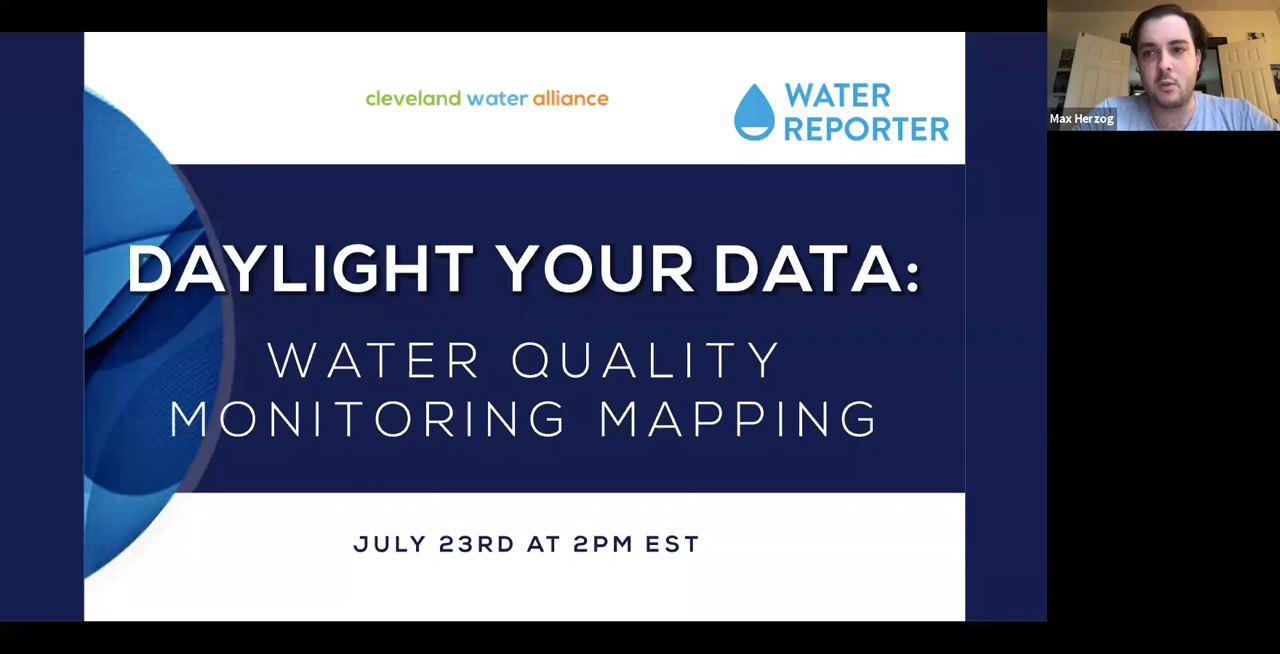 cleveland water alliance
WATER
REPORTER
Max Herzog
DAYLIGHT YOUR DATA:
WATER QUALITY
MONITORING MAPPING
JULY 23RD AT 2PM EST